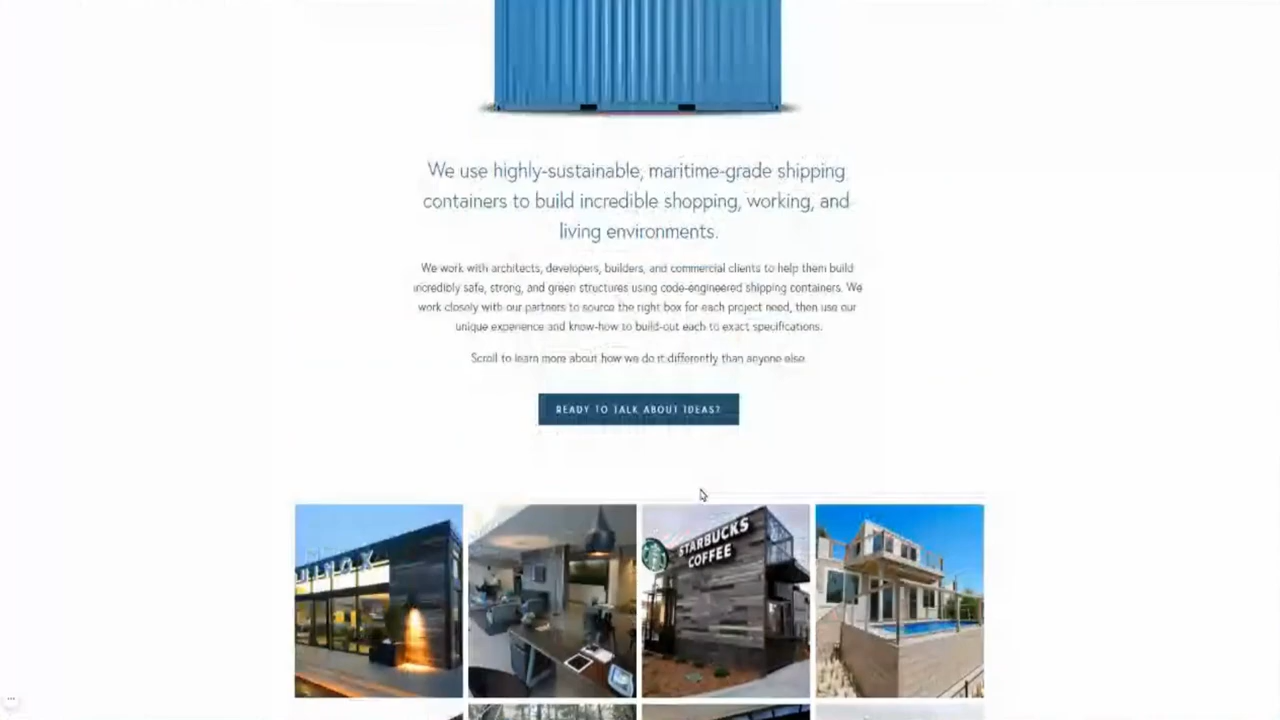 We use highly-sustainable, maritime-grade shipping
containers to build incredible shopping, working, and
living environments.
We work with architects, developers, builders, and commercial clients to help them build
incredibly safe, strong, and green structures using code-engineered shipping containers. We
work closely with our partners to source the right box for each project need, then use our
unique experience and know-how to build-out each to exact specifications.
Scroll to learn more about how we do it differently than anyone else.
READY TO TALK ABOUT IDEAS?
UINOX
STARBUCKS
COFFEE